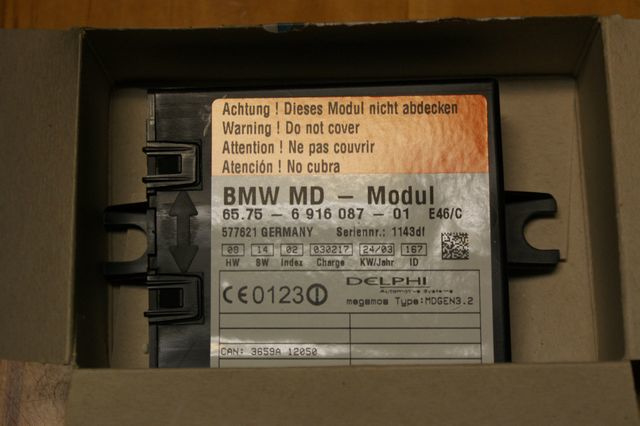 Achtung ! Dieses Modul nicht abdecken
Warning ! Do not cover
Attention ! Ne pas couvrir
Atención ! No cubra
BMW MD – Modul
65.75 - 6 916 087 - 01 E46/C
577621 GERMANY Seriennr.: 1143df
09 14 02 030217 24/03 167
HW SW Index Charge KW/Jahr ID
CE0123
DELPHI
Automotive Systems
megamos Type:MDGEN3.2
CAN: 3659A 12050